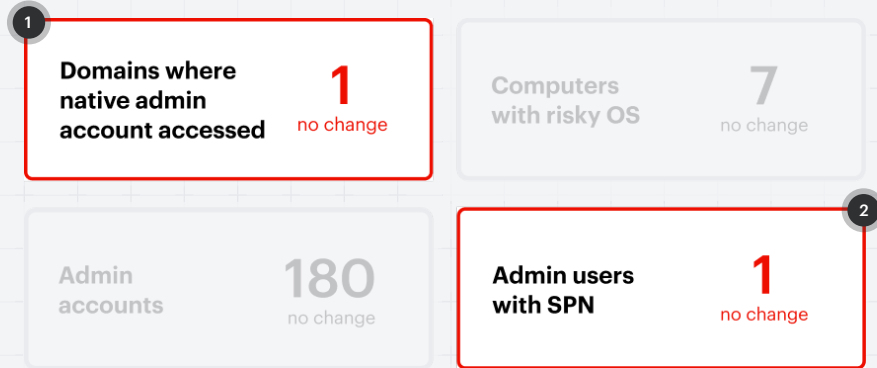 1
Domains where
native admin
account accessed
1
no change
Computers
with risky OS
7
no change
2
Admin
accounts
180
no change
Admin users
with SPN
1
no change